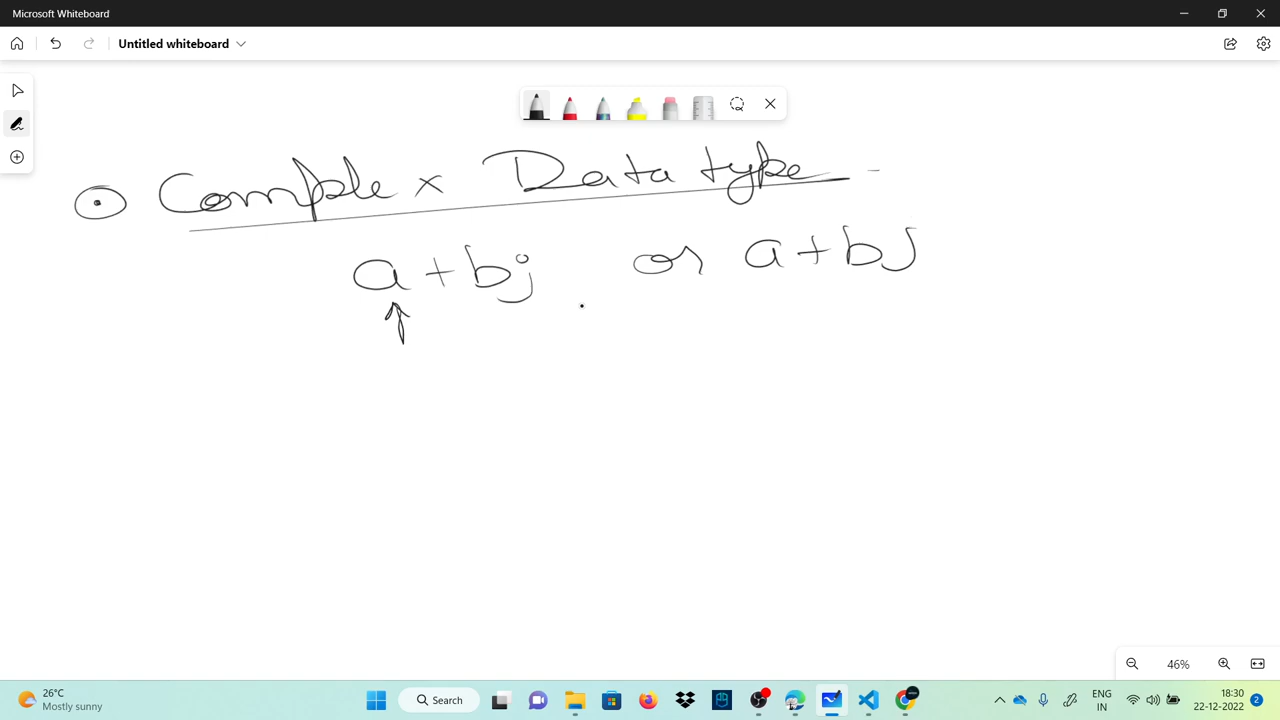 Microsoft Whiteboard
Untitled whiteboard
Complex Data type
a+bj or a+bJ
46%
26°C
Mostly sunny
Search
ENG
IN
18:30
22-12-2022
2